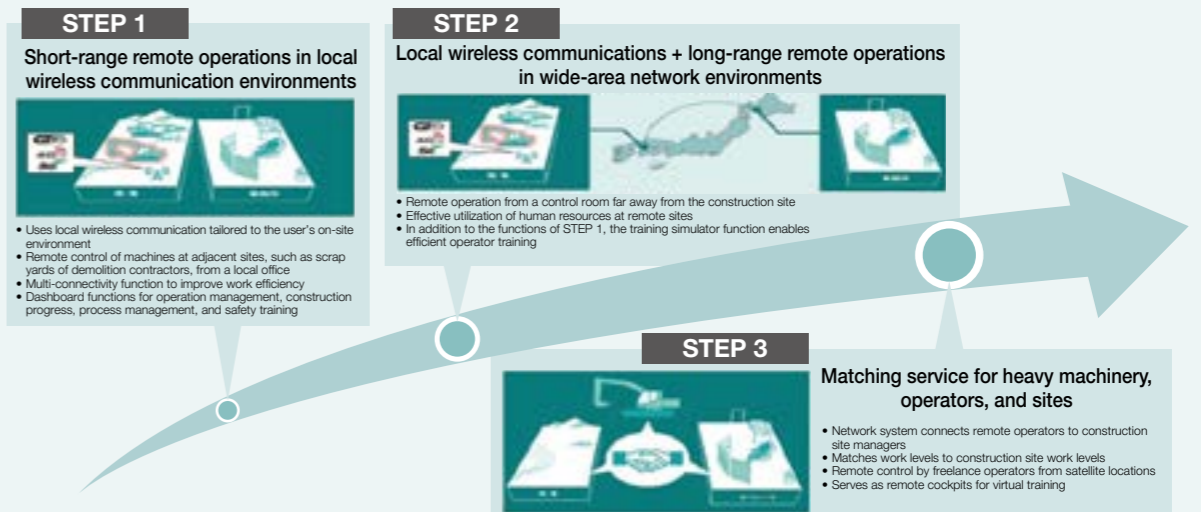 STEP 1
Short-range remote operations in local
wireless communication environments
• Uses local wireless communication tailored to the user's on-site
environment
• Remote control of machines at adjacent sites, such as scrap
yards of demolition contractors, from a local office
• Multi-connectivity function to improve work efficiency
• Dashboard functions for operation management, construction
progress, process management, and safety training
STEP 2
Local wireless communications + long-range remote operations
in wide-area network environments
• Remote operation from a control room far away from the construction site
• Effective utilization of human resources at remote sites
• In addition to the functions of STEP 1, the training simulator function enables
efficient operator training
STEP 3
Matching service for heavy machinery,
operators, and sites
• Network system connects remote operators to construction
site managers
• Matches work levels to construction site work levels
• Remote control by freelance operators from satellite locations
• Serves as remote cockpits for virtual training